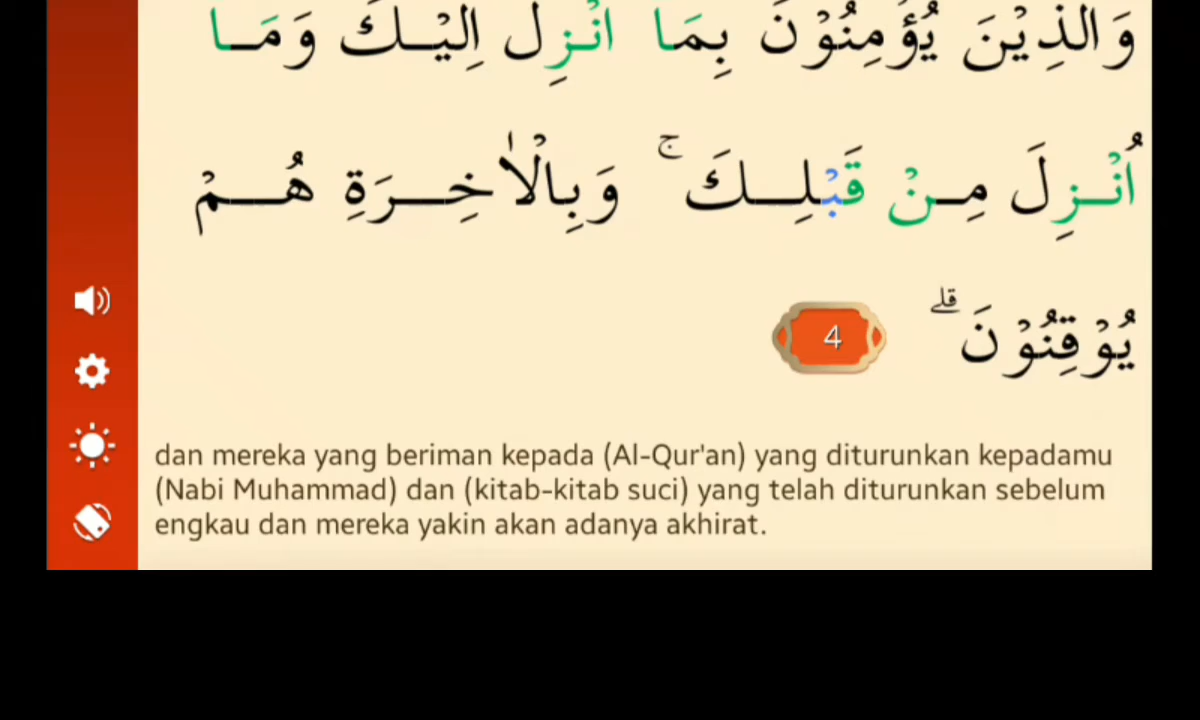 وَالَّذِيْنَ يُؤْمِنُوْنَ بِمَآ اُنْزِلَ اِلَيْكَ وَمَآ
اُنْزِلَ مِنْ قَبْلِكَ ۚ وَبِالْاٰخِرَةِ هُمْ
يُوْقِنُوْنَ ۗ 4
dan mereka yang beriman kepada (Al-Qur'an) yang diturunkan kepadamu
(Nabi Muhammad) dan (kitab-kitab suci) yang telah diturunkan sebelum
engkau dan mereka yakin akan adanya akhirat.